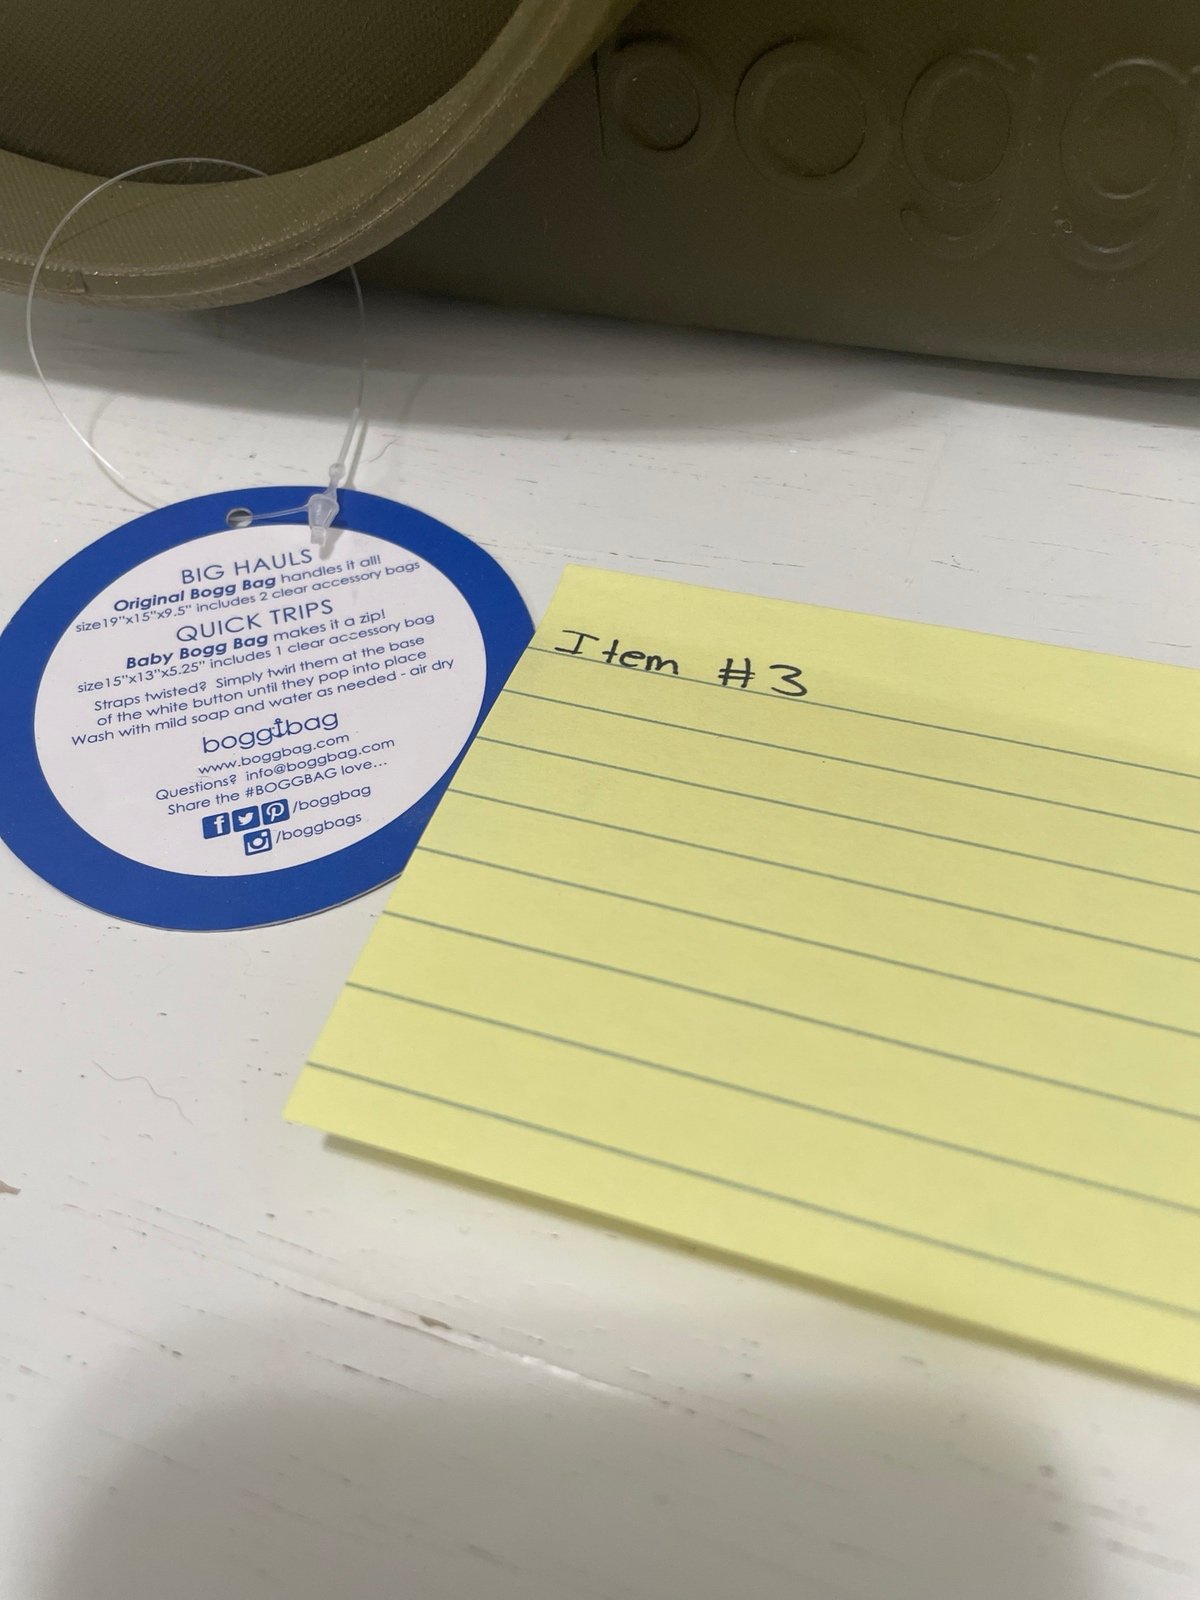 bogg
BIG HAULS
Original Bogg Bag handles it all!
size19"x15"x9.5" includes 2 clear accessory bags
QUICK TRIPS
Baby Bogg Bag makes it a zip!
size15"x13"x5.25" includes 1 clear accessory bag
Straps twisted? Simply twirl them at the base
of the white button until they pop into place
Wash with mild soap and water as needed - air dry
bogg bag
www.boggbag.com
Questions? info@boggbag.com
Share the #BOGGBAG love...
/boggbag
/boggbags
Item #3